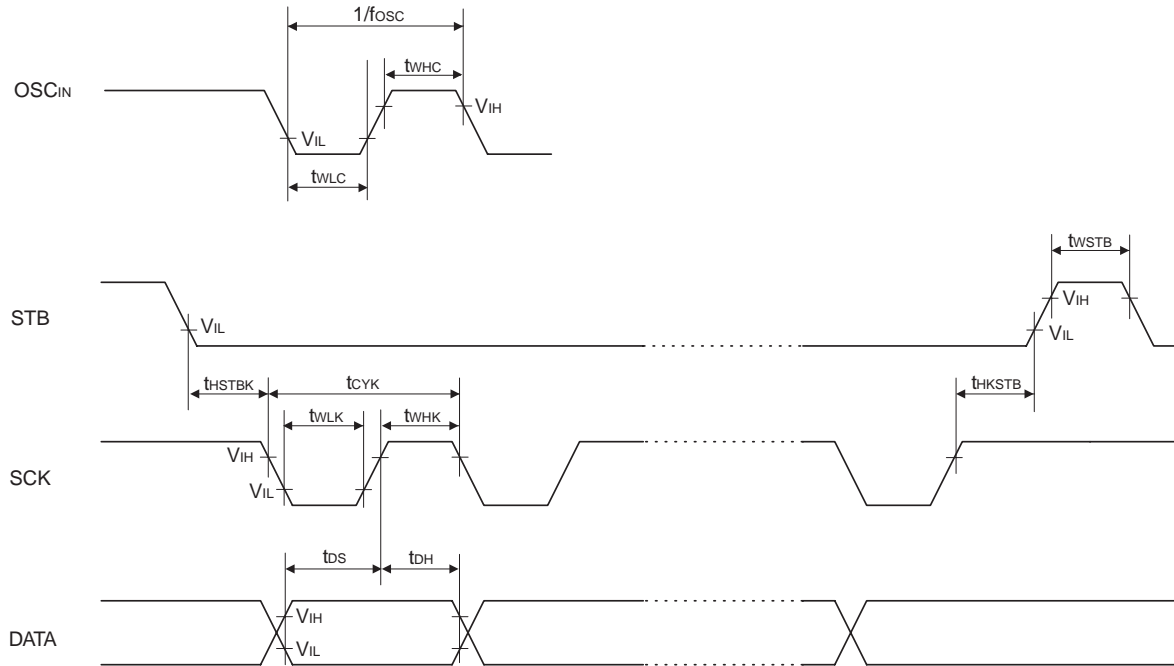 1/fOSC
tWHC
OSCIN
VIH
VIL
tWLC
tWSTB
VIH
STB
VIL
VIL
tHSTBK
tCYK
tHKSTB
tWLK
tWHK
VIH
SCK
VIL
tDS
tDH
VIH
DATA
VIL